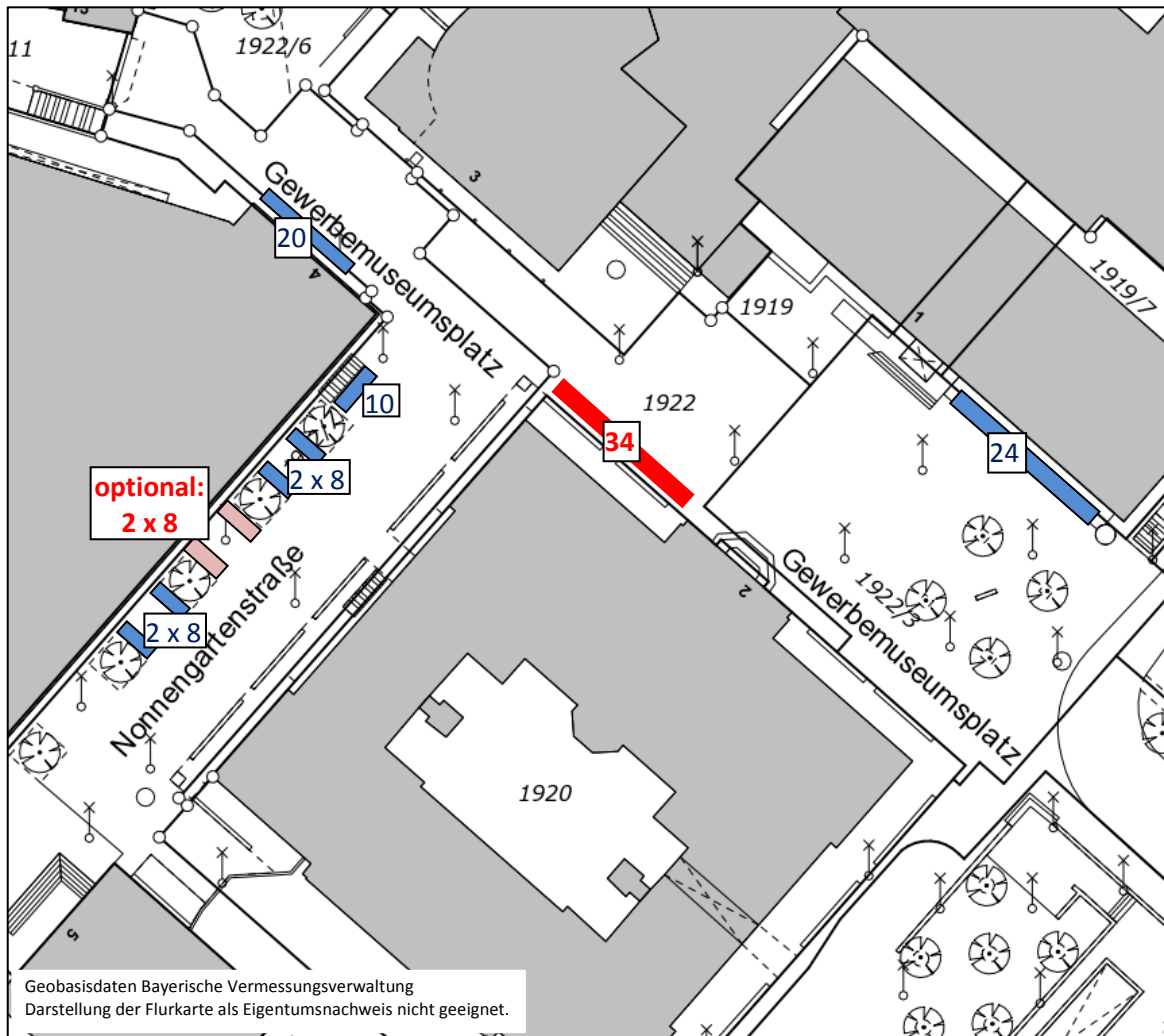 13
11
1922/6
3
Gewerbemuseumsplatz
20
4
1919/7
1919
1
10
1922
34
24
2 x 8
optional:
2 x 8
Nonnengartenstraße
2 x 8
2
1922/3
Gewerbemuseumsplatz
1920
5
Geobasisdaten Bayerische Vermessungsverwaltung
Darstellung der Flurkarte als Eigentumsnachweis nicht geeignet.